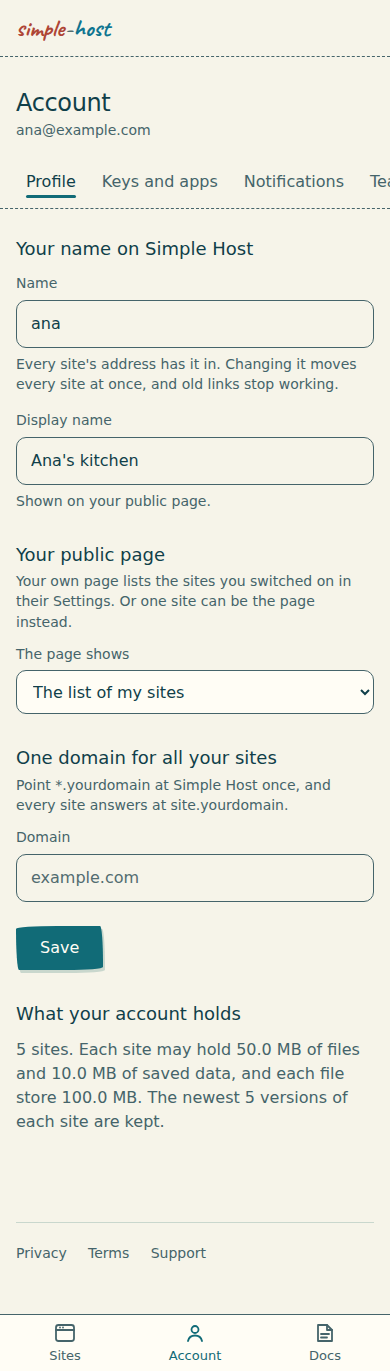 simple-host
Account
ana@example.com
Profile Keys and apps Notifications
Your name on Simple Host
Name
ana
Every site's address has it in. Changing it moves
every site at once, and old links stop working.
Display name
Ana's kitchen
Shown on your public page.
Your public page
Your own page lists the sites you switched on in
their Settings. Or one site can be the page
instead.
The page shows
The list of my sites
One domain for all your sites
Point *.yourdomain at Simple Host once, and
every site answers at site.yourdomain.
Domain
example.com
Save
What your account holds
5 sites. Each site may hold 50.0 MB of files
and 10.0 MB of saved data, and each file
store 100.0 MB. The newest 5 versions of
each site are kept.
Privacy Terms Support
Sites Account Docs